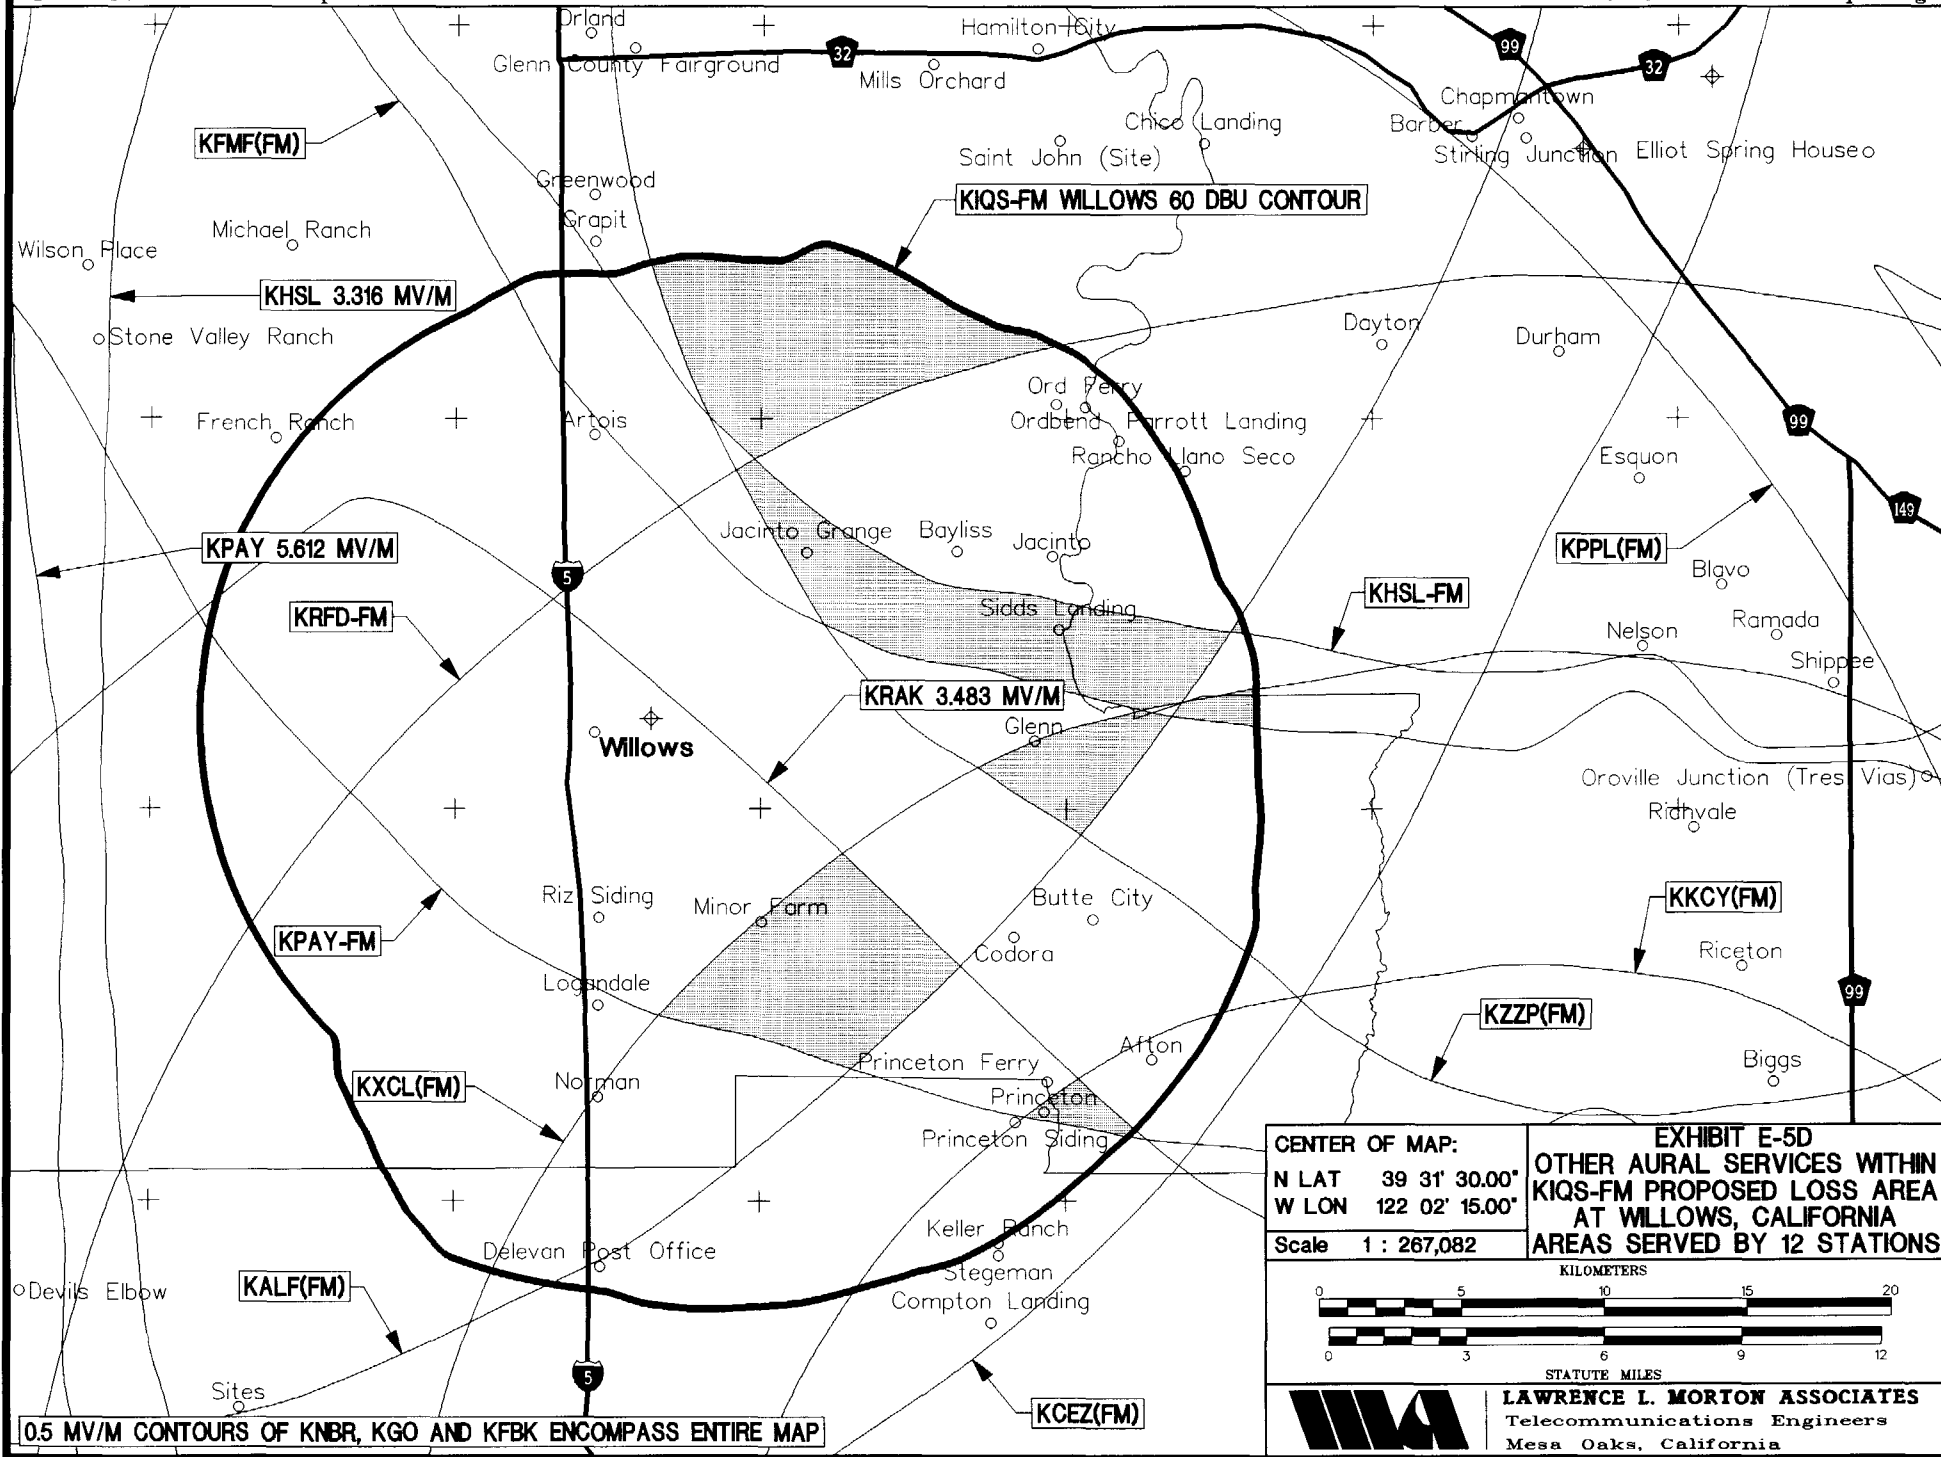 Orland
Hamilton City
Glenn County Fairground
32
Mills Orchard
99
32
Chapmantown
Barber
Chico Landing
Stirling Junction
Elliot Spring Houseo
Saint John (Site)
KFMF(FM)
Greenwood
KIQS-FM WILLOWS 60 DBU CONTOUR
Grapit
Michael Ranch
Wilson Place
KHSL 3.316 MV/M
Stone Valley Ranch
Dayton
Durham
Ord Ferry
French Ranch
Artois
Ordbend
Parrott Landing
99
Rancho Llano Seco
Esquon
149
Jacinto Grange
Bayliss
Jacinto
KPAY 5.612 MV/M
KPPL(FM)
5
Blavo
KHSL-FM
KRFD-FM
Sidds Landing
Nelson
Ramada
Shippee
KRAK 3.483 MV/M
Glenn
Willows
Oroville Junction (Tres Vias)
Richvale
Riz Siding
Minor Farm
Butte City
KKCY(FM)
KPAY-FM
Codora
Riceton
Logandale
99
KZZP(FM)
Afton
Princeton Ferry
Biggs
KXCL(FM)
Norman
Princeton
Princeton Siding
CENTER OF MAP:
N LAT 39 31' 30.00"
W LON 122 02' 15.00"
Scale 1 : 267,082
EXHIBIT E-5D
OTHER AURAL SERVICES WITHIN
KIQS-FM PROPOSED LOSS AREA
AT WILLOWS, CALIFORNIA
AREAS SERVED BY 12 STATIONS
Keller Ranch
Delevan Post Office
Stegeman
KALF(FM)
Devils Elbow
Compton Landing
KILOMETERS
0 5 10 15 20
0 3 6 9 12
STATUTE MILES
5
Sites
KCEZ(FM)
0.5 MV/M CONTOURS OF KNBR, KGO AND KFBK ENCOMPASS ENTIRE MAP
LAWRENCE L. MORTON ASSOCIATES
Telecommunications Engineers
Mesa Oaks, California